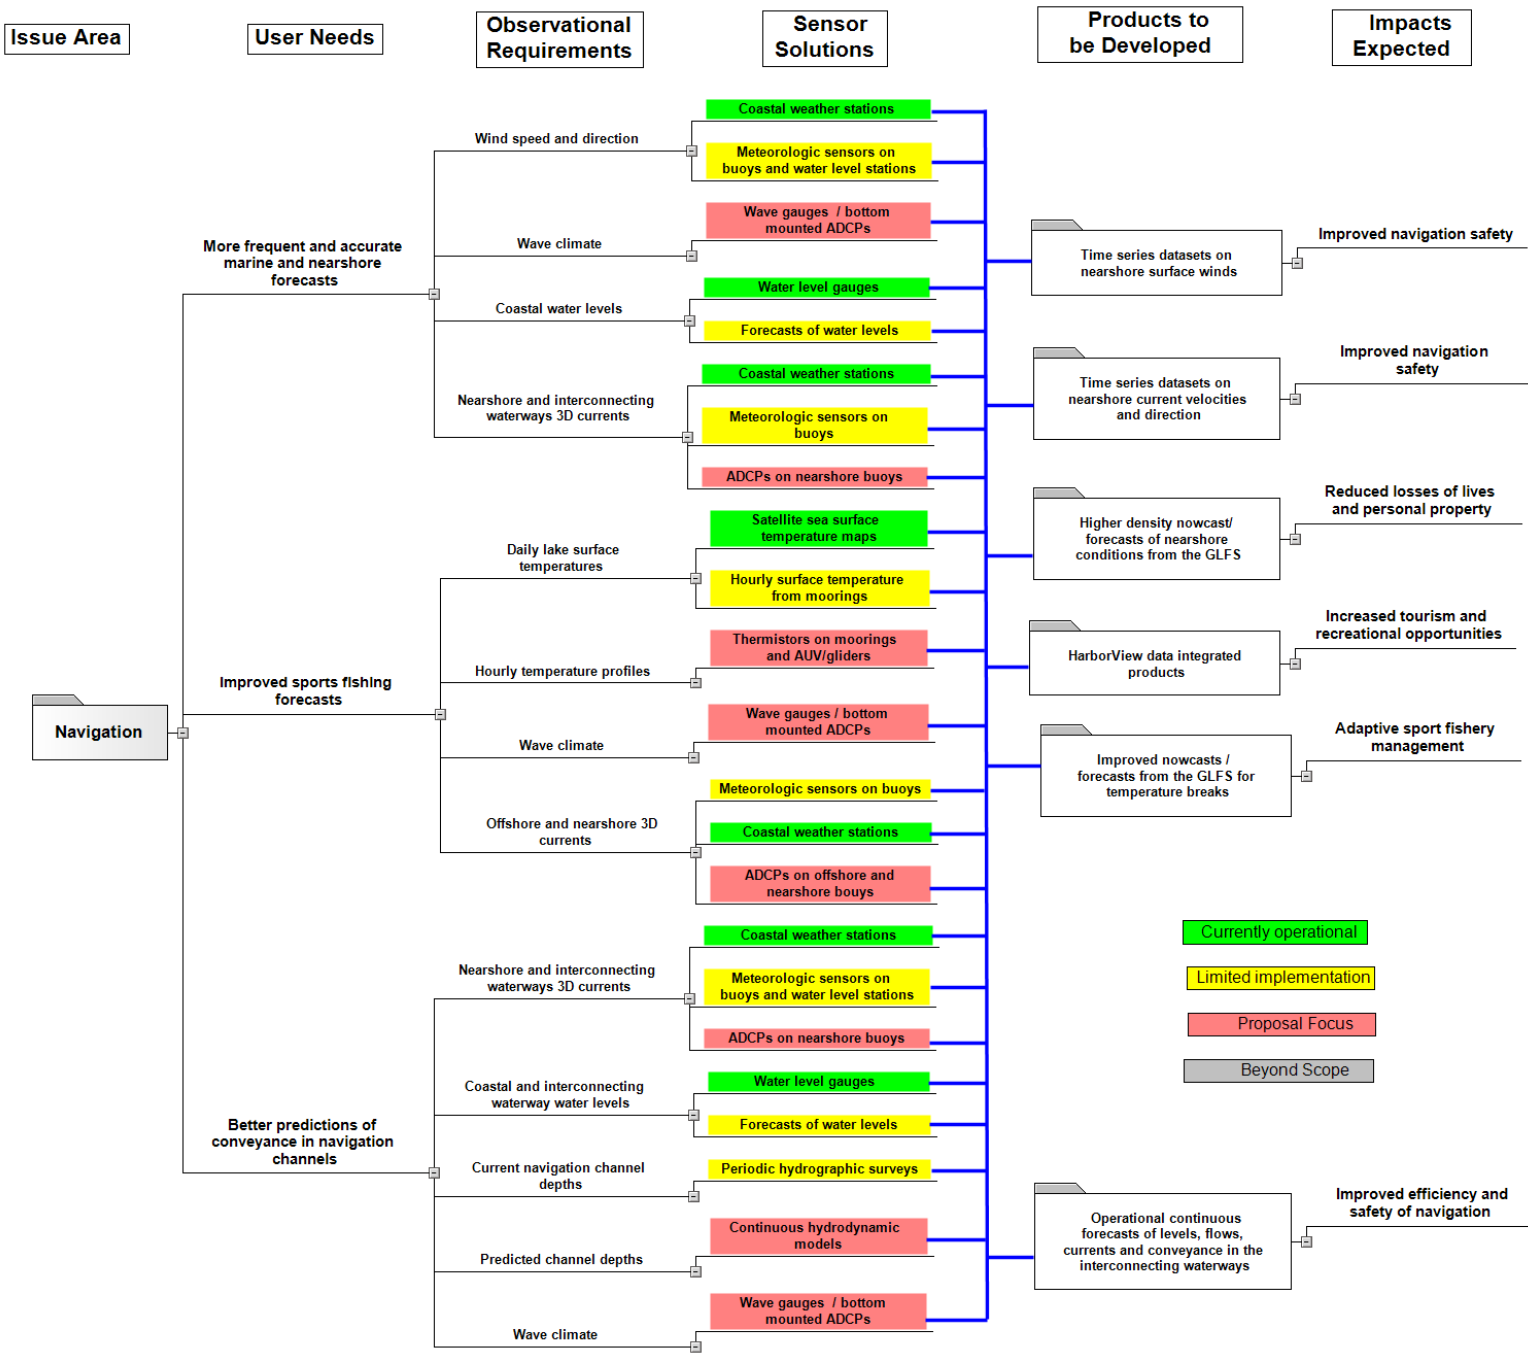 Issue Area
User Needs
Observational
Requirements
Sensor
Solutions
Products to
be Developed
Impacts
Expected
Navigation
More frequent and accurate
marine and nearshore
forecasts
Wind speed and direction
Coastal weather stations
Meteorologic sensors on
buoys and water level stations
Wave climate
Wave gauges / bottom
mounted ADCPs
Coastal water levels
Water level gauges
Forecasts of water levels
Nearshore and interconnecting
waterways 3D currents
Coastal weather stations
Meteorologic sensors on
buoys
ADCPs on nearshore buoys
Improved sports fishing
forecasts
Daily lake surface
temperatures
Satellite sea surface
temperature maps
Hourly surface temperature
from moorings
Hourly temperature profiles
Thermistors on moorings
and AUV/gliders
Wave climate
Wave gauges / bottom
mounted ADCPs
Offshore and nearshore 3D
currents
Meteorologic sensors on buoys
Coastal weather stations
ADCPs on offshore and
nearshore bouys
Better predictions of
conveyance in navigation
channels
Nearshore and interconnecting
waterways 3D currents
Coastal weather stations
Meteorologic sensors on
buoys and water level stations
ADCPs on nearshore buoys
Coastal and interconnecting
waterway water levels
Water level gauges
Forecasts of water levels
Current navigation channel
depths
Periodic hydrographic surveys
Predicted channel depths
Continuous hydrodynamic
models
Wave climate
Wave gauges / bottom
mounted ADCPs
Time series datasets on
nearshore surface winds
Improved navigation safety
Time series datasets on
nearshore current velocities
and direction
Improved navigation
safety
Higher density nowcast/
forecasts of nearshore
conditions from the GLFS
Reduced losses of lives
and personal property
HarborView data integrated
products
Increased tourism and
recreational opportunities
Improved nowcasts /
forecasts from the GLFS for
temperature breaks
Adaptive sport fishery
management
Operational continuous
forecasts of levels, flows,
currents and conveyance in the
interconnecting waterways
Improved efficiency and
safety of navigation
Currently operational
Limited implementation
Proposal Focus
Beyond Scope